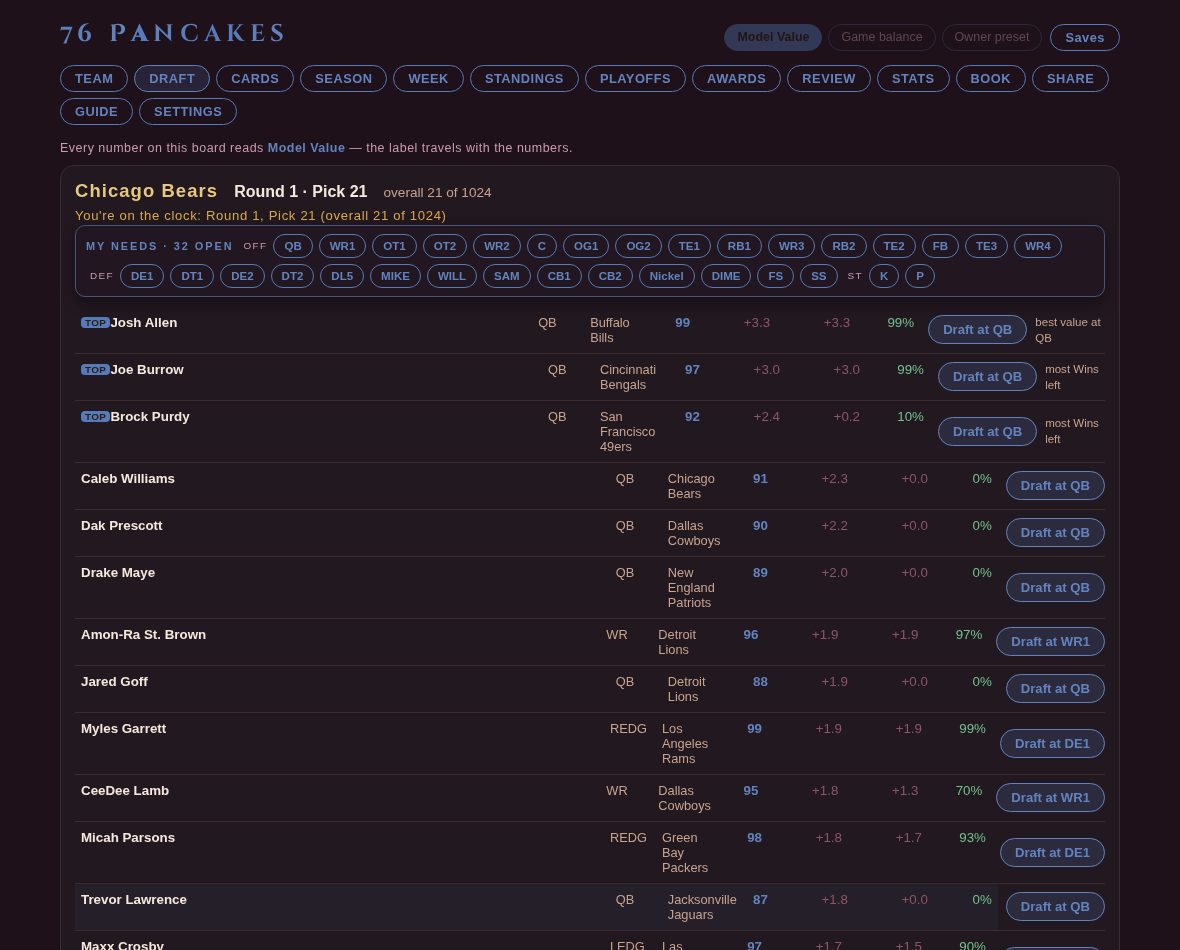 76 PANCAKES
Model Value Game balance Owner preset Saves
TEAM DRAFT CARDS SEASON WEEK STANDINGS PLAYOFFS AWARDS REVIEW STATS BOOK SHARE
GUIDE SETTINGS
Every number on this board reads Model Value — the label travels with the numbers.
Chicago Bears Round 1 · Pick 21 overall 21 of 1024
You're on the clock: Round 1, Pick 21 (overall 21 of 1024)
MY NEEDS · 32 OPEN OFF QB WR1 OT1 OT2 WR2 C OG1 OG2 TE1 RB1 WR3 RB2 TE2 FB TE3 WR4
DEF DE1 DT1 DE2 DT2 DL5 MIKE WILL SAM CB1 CB2 Nickel DIME FS SS ST K P
TOP Josh Allen QB Buffalo Bills 99 +3.3 +3.3 99% Draft at QB best value at QB
TOP Joe Burrow QB Cincinnati Bengals 97 +3.0 +3.0 99% Draft at QB most Wins left
TOP Brock Purdy QB San Francisco 49ers 92 +2.4 +0.2 10% Draft at QB most Wins left
Caleb Williams QB Chicago Bears 91 +2.3 +0.0 0% Draft at QB
Dak Prescott QB Dallas Cowboys 90 +2.2 +0.0 0% Draft at QB
Drake Maye QB New England Patriots 89 +2.0 +0.0 0% Draft at QB
Amon-Ra St. Brown WR Detroit Lions 96 +1.9 +1.9 97% Draft at WR1
Jared Goff QB Detroit Lions 88 +1.9 +0.0 0% Draft at QB
Myles Garrett REDG Los Angeles Rams 99 +1.9 +1.9 99% Draft at DE1
CeeDee Lamb WR Dallas Cowboys 95 +1.8 +1.3 70% Draft at WR1
Micah Parsons REDG Green Bay Packers 98 +1.8 +1.7 93% Draft at DE1
Trevor Lawrence QB Jacksonville Jaguars 87 +1.8 +0.0 0% Draft at QB
Maxx Crosby LEDG Las 97 +1.7 +1.5 90%